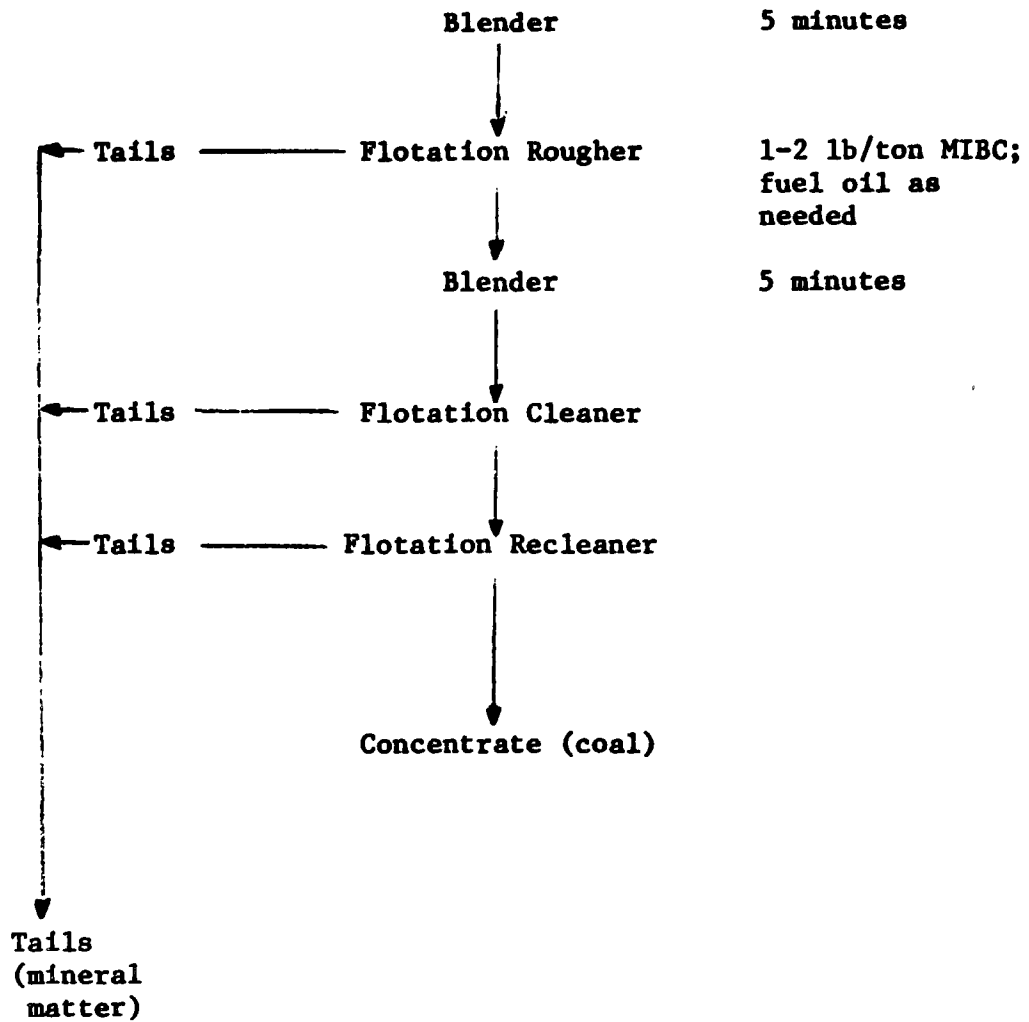 Blender 5 minutes
Tails Flotation Rougher 1-2 lb/ton MIBC;
fuel oil as
needed
Blender 5 minutes
Tails Flotation Cleaner
Tails Flotation Recleaner
Concentrate (coal)
Tails
(mineral
matter)